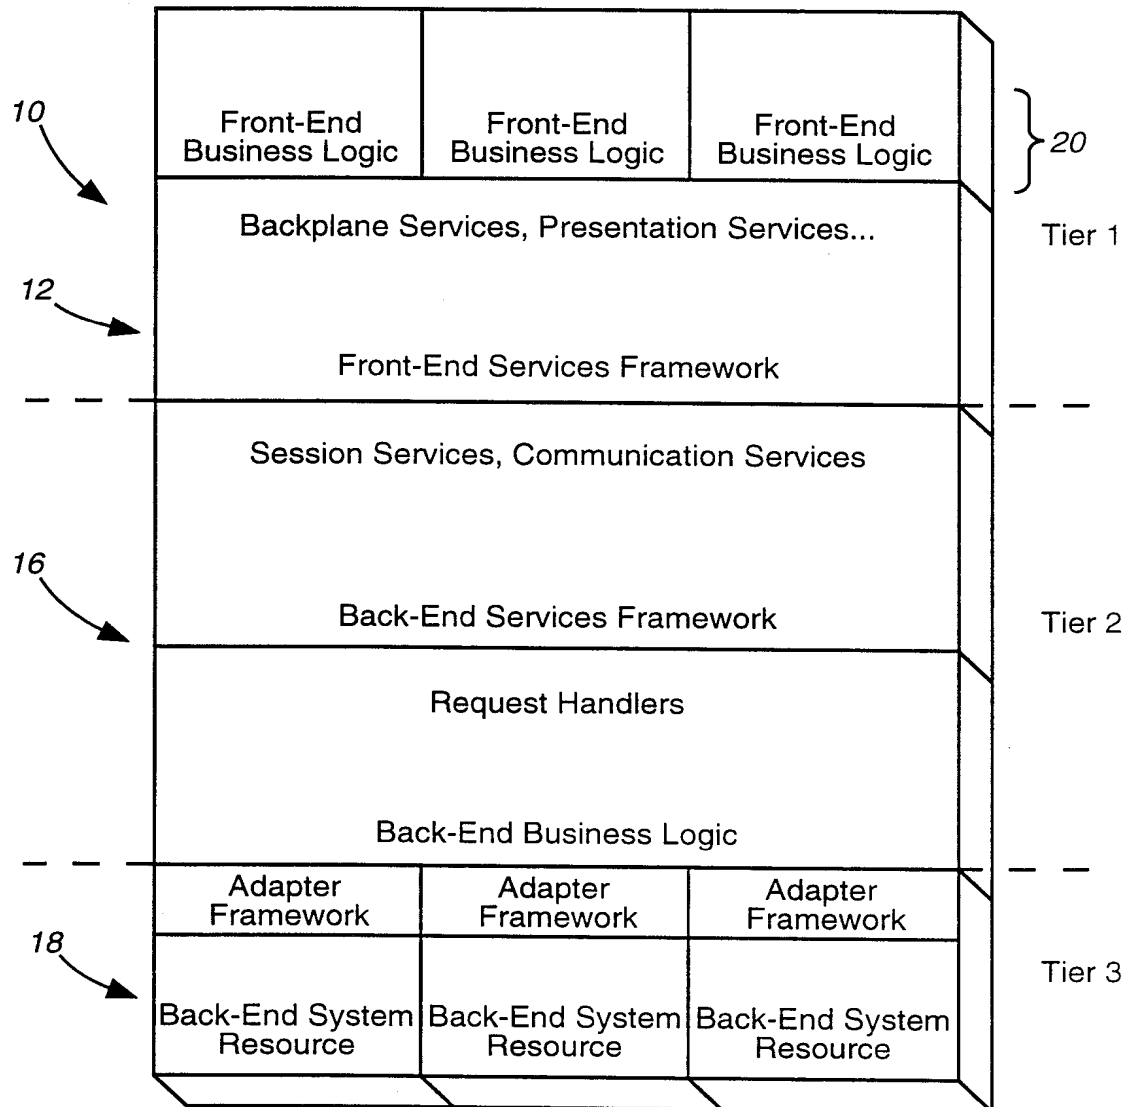 10
Front-End
Business Logic
Front-End
Business Logic
Front-End
Business Logic
20
Backplane Services, Presentation Services...
Tier 1
12
Front-End Services Framework
Session Services, Communication Services
16
Back-End Services Framework
Tier 2
Request Handlers
Back-End Business Logic
Adapter
Framework
Adapter
Framework
Adapter
Framework
18
Tier 3
Back-End System
Resource
Back-End System
Resource
Back-End System
Resource